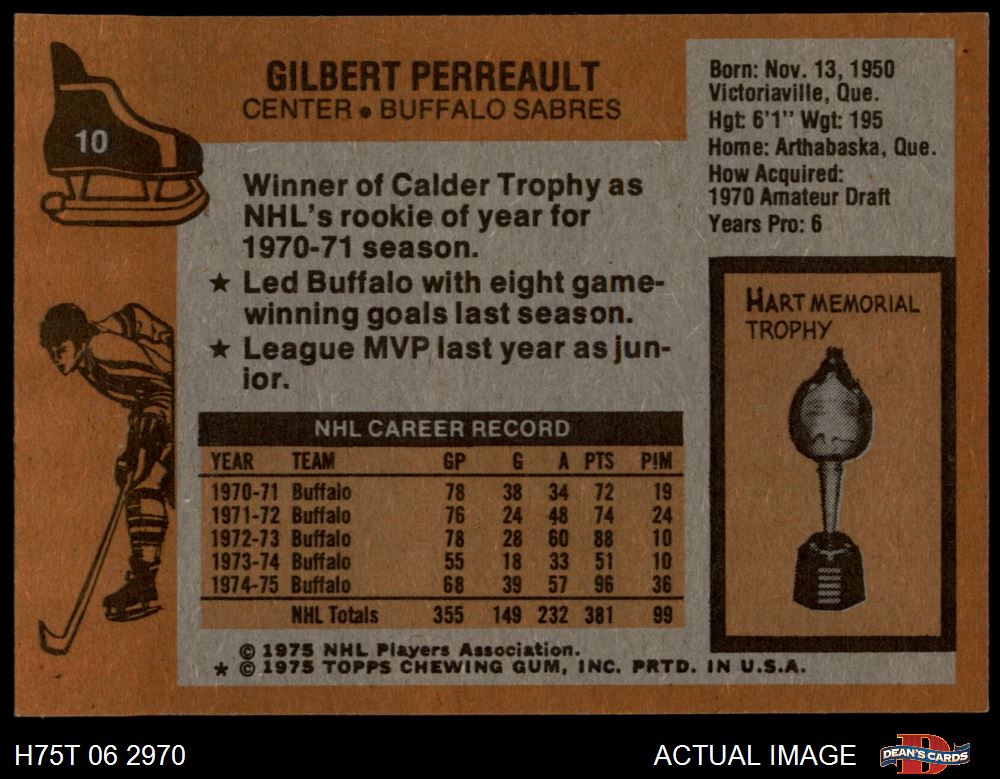 10
GILBERT PERREAULT
CENTER • BUFFALO SABRES
Born: Nov. 13, 1950
Victoriaville, Que.
Hgt: 6'1" Wgt: 195
Home: Arthabaska, Que.
How Acquired:
1970 Amateur Draft
Years Pro: 6
Winner of Calder Trophy as
NHL's rookie of year for
1970-71 season.
★ Led Buffalo with eight game-
winning goals last season.
★ League MVP last year as jun-
ior.
HART MEMORIAL
TROPHY
NHL CAREER RECORD
YEAR TEAM GP G A PTS PIM
1970-71 Buffalo 78 38 34 72 19
1971-72 Buffalo 76 24 48 74 24
1972-73 Buffalo 78 28 60 88 10
1973-74 Buffalo 55 18 33 51 10
1974-75 Buffalo 68 39 57 96 36
NHL Totals 355 149 232 381 99
© 1975 NHL Players Association.
★ © 1975 TOPPS CHEWING GUM, INC. PRTD. IN U.S.A.
H75T 06 2970
ACTUAL IMAGE
D
DEAN'S CARDS